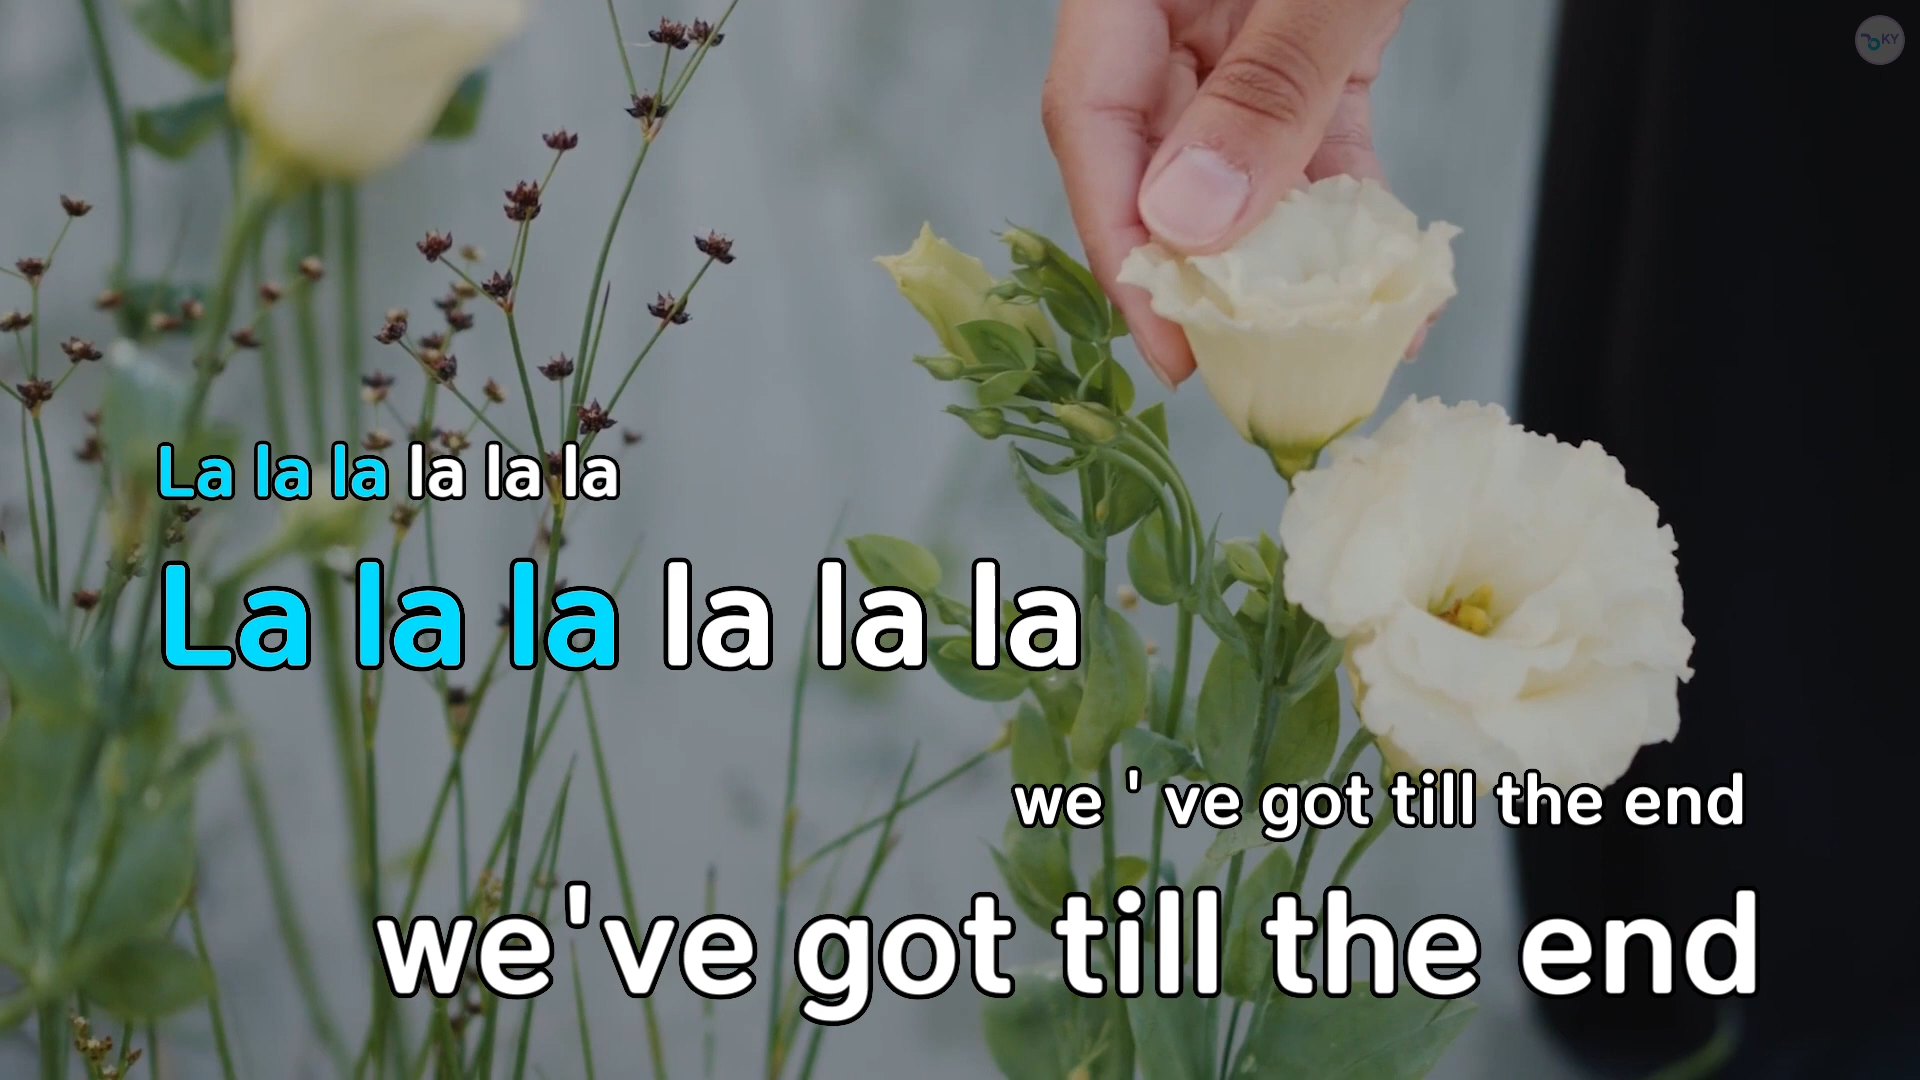 KY
La la la la la la
La la la la la la
we ' ve got till the end
we've got till the end